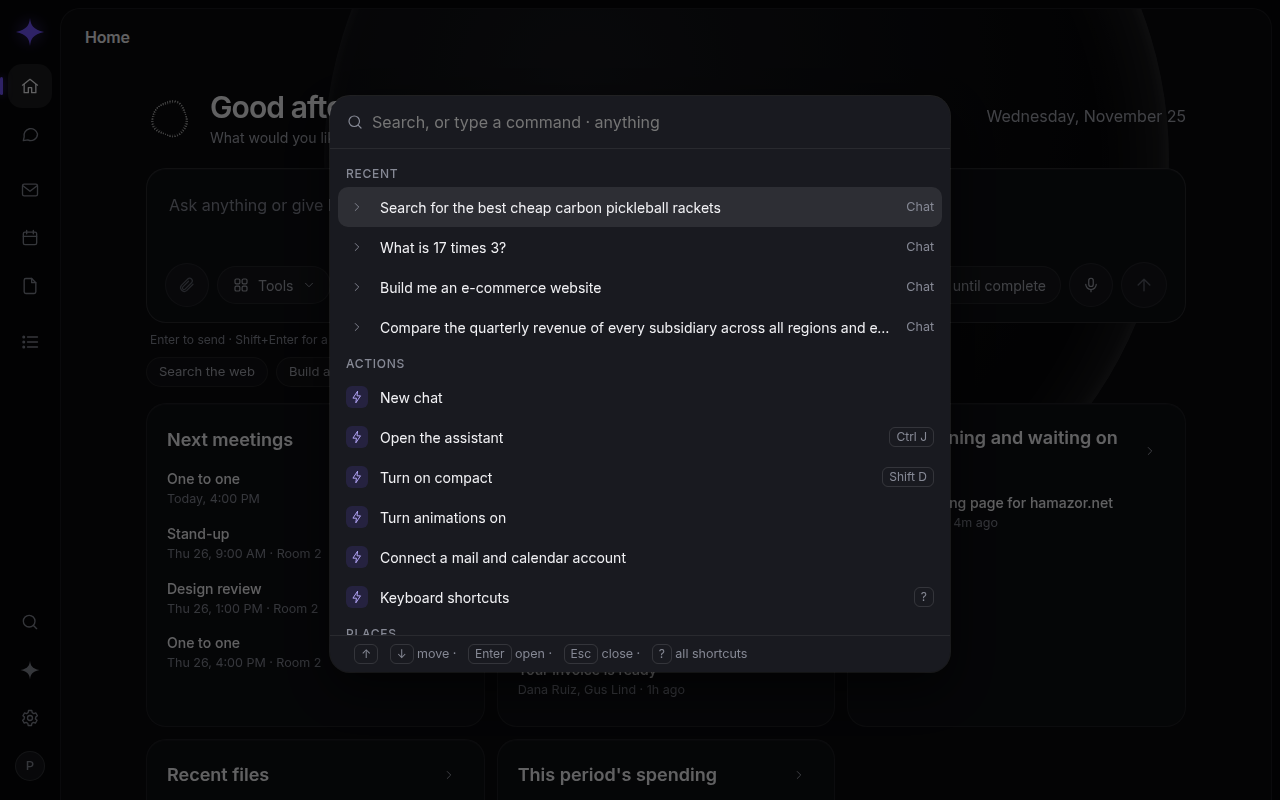 Home
Good afte
What would you lil
Wednesday, November 25
Search, or type a command · anything
Ask anything or give
Tools
until complete
Enter to send · Shift+Enter for a
Search the web
Build a
RECENT
Search for the best cheap carbon pickleball rackets
Chat
What is 17 times 3?
Chat
Build me an e-commerce website
Chat
Compare the quarterly revenue of every subsidiary across all regions and e...
Chat
ACTIONS
New chat
Open the assistant
Ctrl J
Turn on compact
Shift D
Turn animations on
Connect a mail and calendar account
Keyboard shortcuts
?
PLACES
↑ ↓ move · Enter open · Esc close · ? all shortcuts
Next meetings
One to one
Today, 4:00 PM
Stand-up
Thu 26, 9:00 AM · Room 2
Design review
Thu 26, 1:00 PM · Room 2
One to one
Thu 26, 4:00 PM · Room 2
Your invoice is ready
Dana Ruiz, Gus Lind · 1h ago
ning and waiting on
ng page for hamazor.net
4m ago
Recent files
This period's spending
P